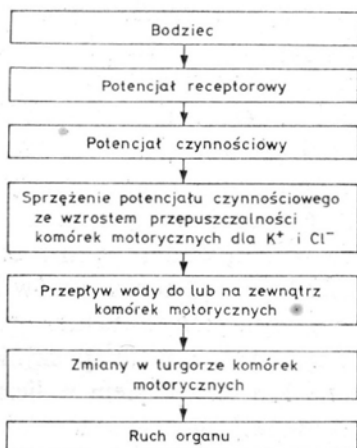 Bodziec
Potencjał receptorowy
Potencjał czynnościowy
Sprzężenie potencjału czynnościowego
ze wzrostem przepuszczalności
komórek motorycznych dla K⁺ i Cl⁻
Przepływ wody do lub na zewnątrz
komórek motorycznych
Zmiany w turgorze komórek
motorycznych
Ruch organu